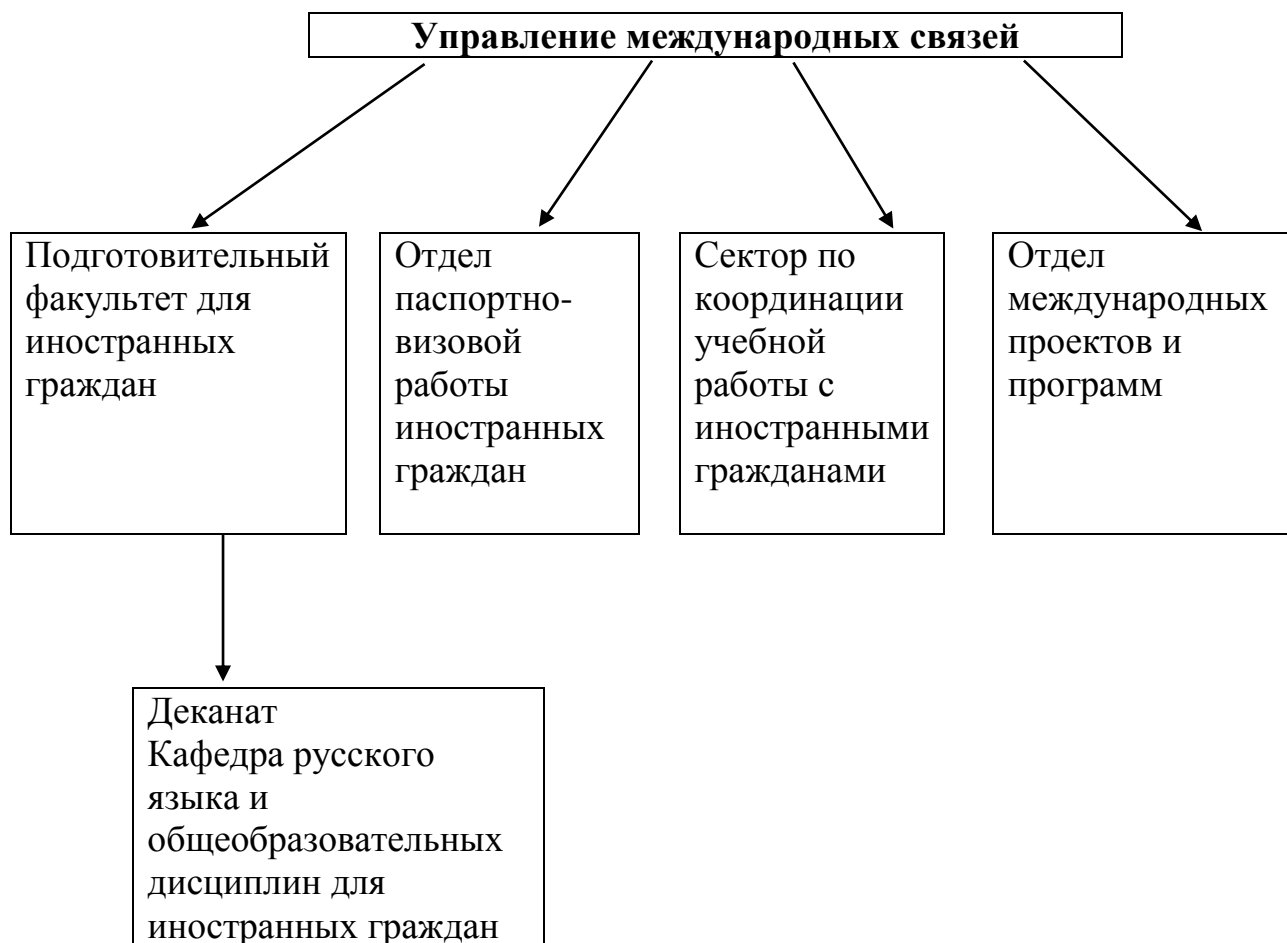 Управление международных связей
Подготовительный
факультет для
иностранных
граждан
Отдел
паспортно-
визовой
работы
иностранных
граждан
Сектор по
координации
учебной
работы с
иностранными
гражданами
Отдел
международных
проектов и
программ
Деканат
Кафедра русского
языка и
общеобразовательных
дисциплин для
иностранных граждан